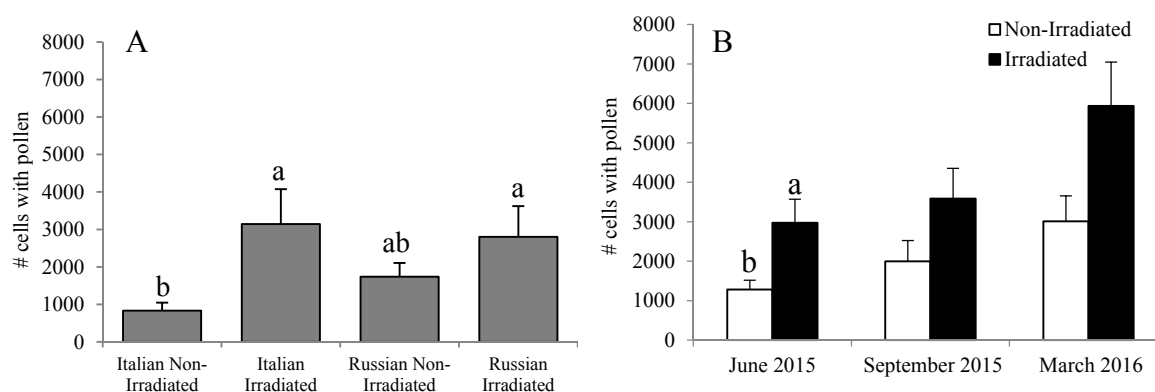 A
# cells with pollen
8000
7000
6000
5000
4000
3000
2000
1000
0
b
a
ab
a
Italian Non-
Irradiated
Italian
Irradiated
Russian Non-
Irradiated
Russian
Irradiated
B
Non-Irradiated
Irradiated
# cells with pollen
8000
7000
6000
5000
4000
3000
2000
1000
0
b
a
June 2015
September 2015
March 2016